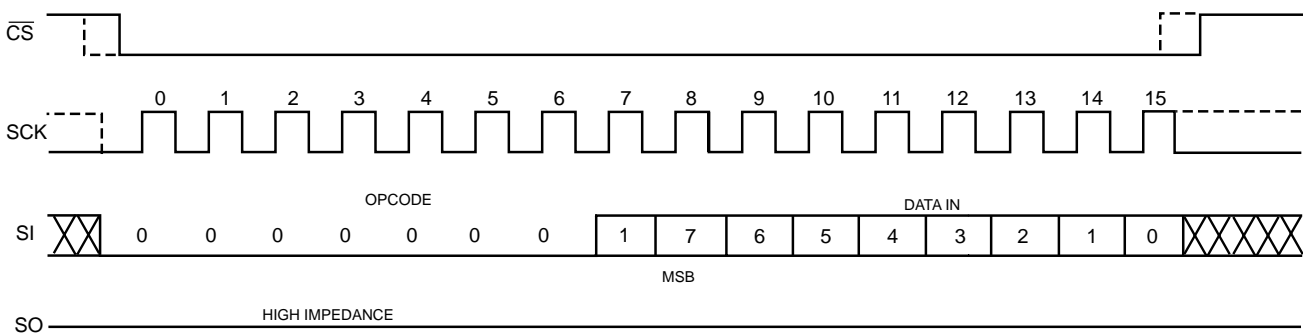 CS
0 1 2 3 4 5 6 7 8 9 10 11 12 13 14 15
SCK
OPCODE
DATA IN
SI
0 0 0 0 0 0 0 1 7 6 5 4 3 2 1 0
MSB
HIGH IMPEDANCE
SO